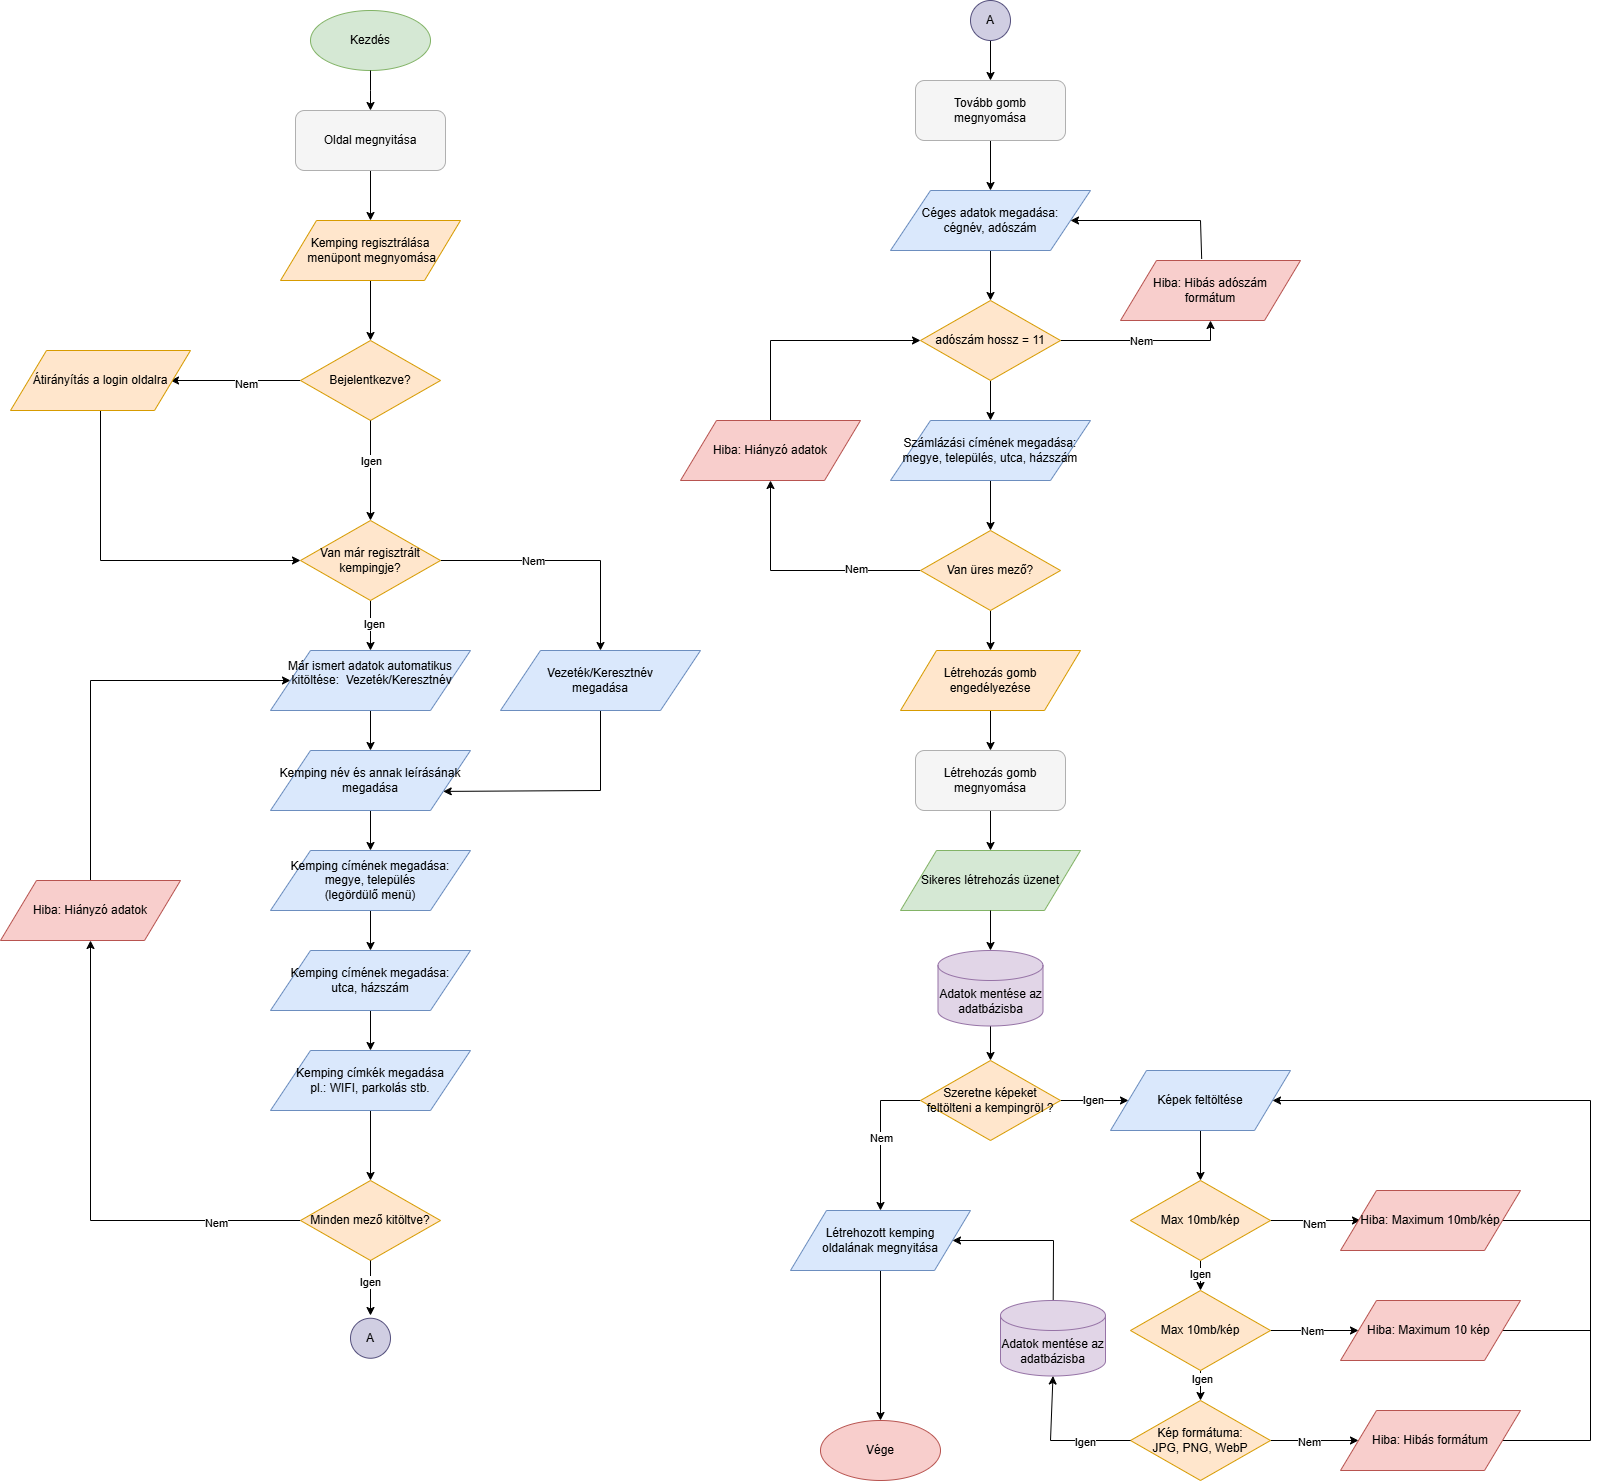 Kezdés
Oldal megnyitása
Kemping regisztrálása
menüpont megnyomása
Bejelentkezve?
Nem
Átirányítás a login oldalra
Igen
Van már regisztrált
kempingje?
Nem
Igen
Már ismert adatok automatikus
kitöltése: Vezeték/Keresztnév
Vezeték/Keresztnév
megadása
Kemping név és annak leírásának
megadása
Kemping címének megadása:
megye, település
(legördülő menü)
Hiba: Hiányzó adatok
Kemping címének megadása:
utca, házszám
Kemping címkék megadása
pl.: WIFI, parkolás stb.
Minden mező kitöltve?
Nem
Igen
A
A
Tovább gomb
megnyomása
Céges adatok megadása:
cégnév, adószám
Hiba: Hibás adószám
formátum
adószám hossz = 11
Nem
Számlázási címének megadása:
megye, település, utca, házszám
Hiba: Hiányzó adatok
Van üres mező?
Nem
Létrehozás gomb
engedélyezése
Létrehozás gomb
megnyomása
Sikeres létrehozás üzenet
Adatok mentése az
adatbázisba
Szeretne képeket
feltölteni a kempingröl ?
Igen
Képek feltöltése
Nem
Max 10mb/kép
Nem
Hiba: Maximum 10mb/kép
Létrehozott kemping
oldalának megnyitása
Igen
Max 10mb/kép
Nem
Hiba: Maximum 10 kép
Adatok mentése az
adatbázisba
Igen
Kép formátuma:
JPG, PNG, WebP
Igen
Nem
Hiba: Hibás formátum
Vége